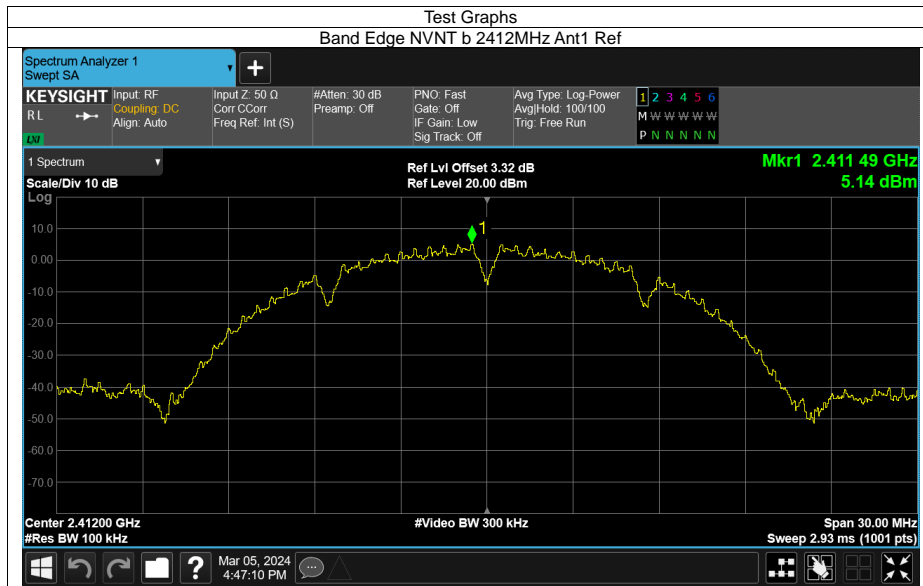 Test Graphs
Band Edge NVNT b 2412MHz Ant1 Ref
Spectrum Analyzer 1
Swept SA
+
KEYSIGHT
RL
LXI
Input: RF
Coupling: DC
Align: Auto
Input Z: 50 Ω
Corr CCorr
Freq Ref: Int (S)
#Atten: 30 dB
Preamp: Off
PNO: Fast
Gate: Off
IF Gain: Low
Sig Track: Off
Avg Type: Log-Power
Avg|Hold: 100/100
Trig: Free Run
1 2 3 4 5 6
M W W W W W
P N N N N N
1 Spectrum
Scale/Div 10 dB
Ref Lvl Offset 3.32 dB
Ref Level 20.00 dBm
Mkr1 2.411 49 GHz
5.14 dBm
Log
1
10.0
0.00
-10.0
-20.0
-30.0
-40.0
-50.0
-60.0
-70.0
Center 2.41200 GHz
#Video BW 300 kHz
Span 30.00 MHz
#Res BW 100 kHz
Sweep 2.93 ms (1001 pts)
?
Mar 05, 2024
4:47:10 PM